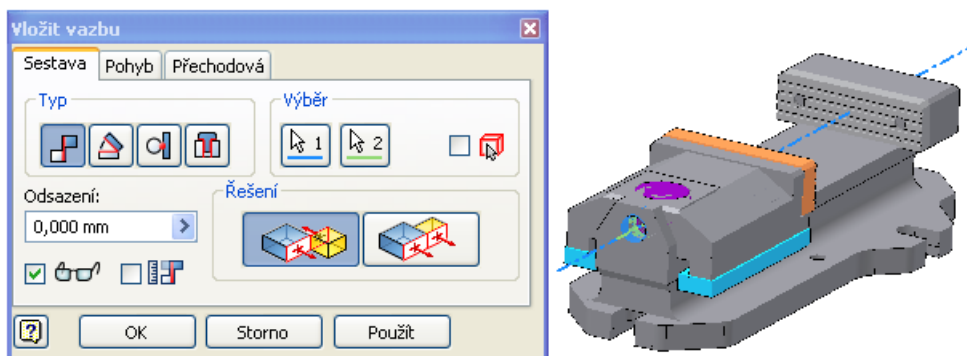 Vložit vazbu
Sestava Pohyb Přechodová
Typ Výběr
1 2
Odsazení: Řešení
0,000 mm
OK Storno Použít